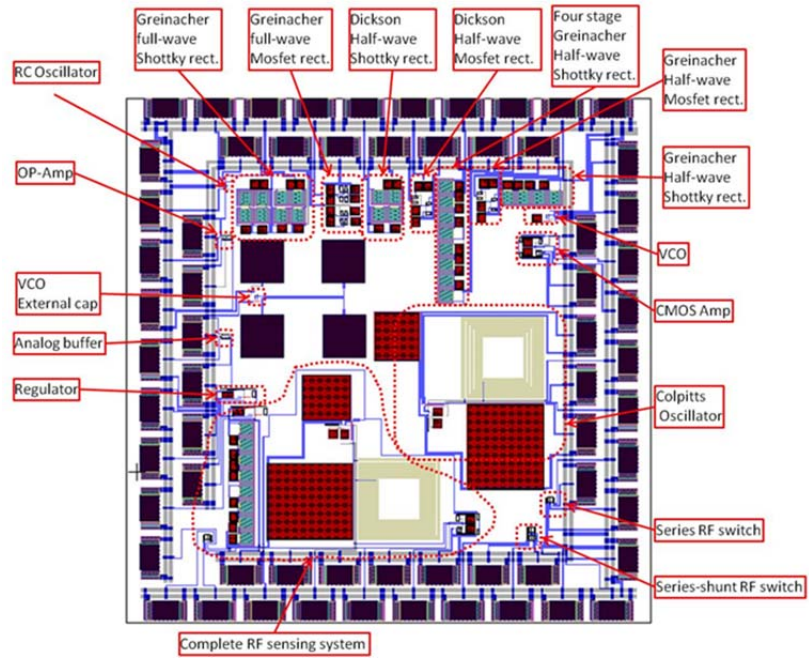 Greinacher
full-wave
Shottky rect.
Greinacher
full-wave
Mosfet rect.
Dickson
Half-wave
Shottky rect.
Dickson
Half-wave
Mosfet rect.
Four stage
Greinacher
Half-wave
Shottky rect.
Greinacher
Half-wave
Mosfet rect.
RC Oscillator
OP-Amp
Greinacher
Half-wave
Shottky rect.
VCO
VCO
External cap
CMOS Amp
Analog buffer
Regulator
Colpitts
Oscillator
Series RF switch
Series-shunt RF switch
Complete RF sensing system